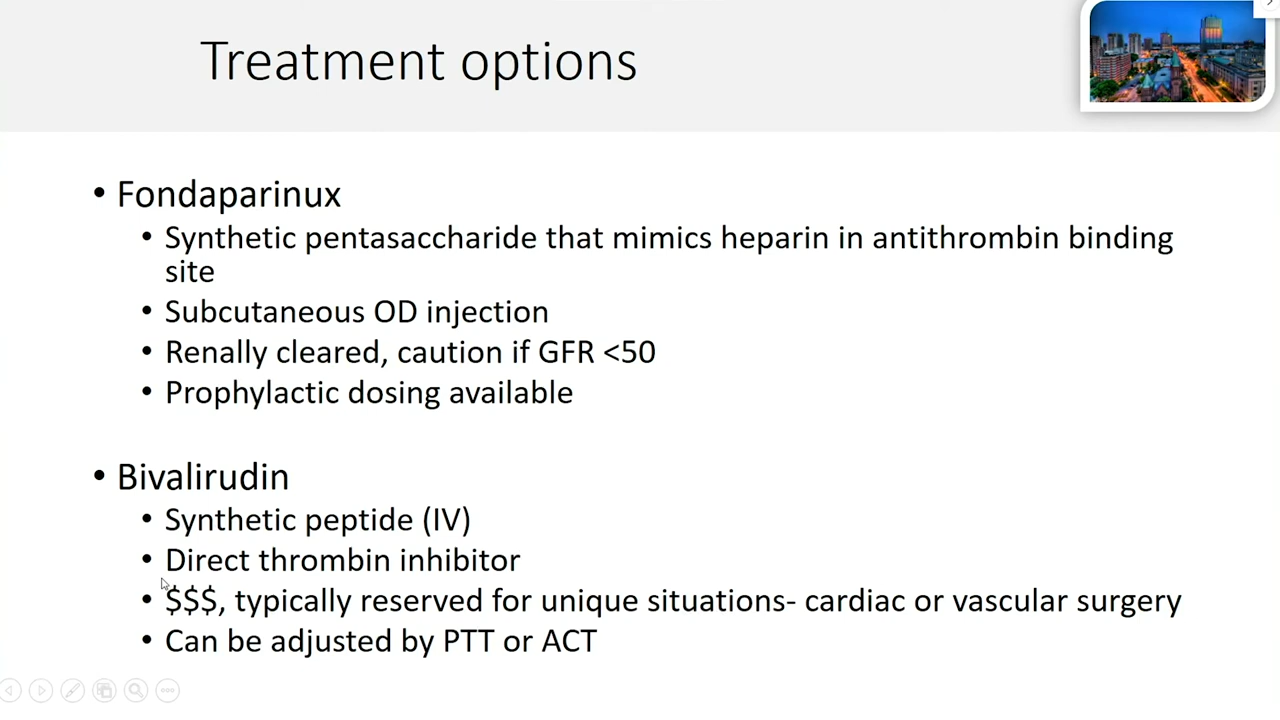 Treatment options
• Fondaparinux
• Synthetic pentasaccharide that mimics heparin in antithrombin binding
site
• Subcutaneous OD injection
• Renally cleared, caution if GFR <50
• Prophylactic dosing available
• Bivalirudin
• Synthetic peptide (IV)
• Direct thrombin inhibitor
• $$$, typically reserved for unique situations- cardiac or vascular surgery
• Can be adjusted by PTT or ACT